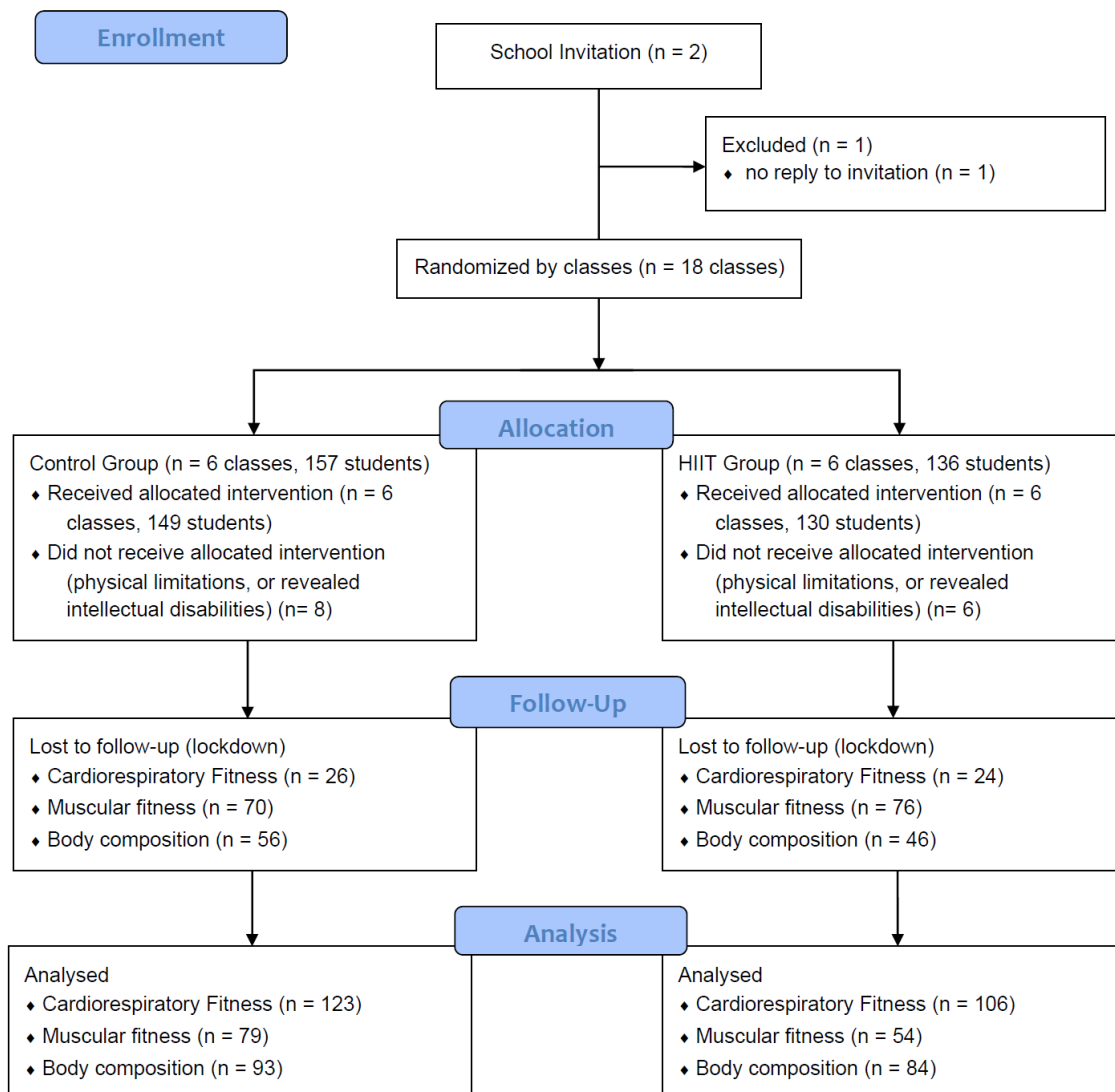 Enrollment
School Invitation (n = 2)
Excluded (n = 1)
⬧ no reply to invitation (n = 1)
Randomized by classes (n = 18 classes)
Allocation
Control Group (n = 6 classes, 157 students)
⬧ Received allocated intervention (n = 6
classes, 149 students)
⬧ Did not receive allocated intervention
(physical limitations, or revealed
intellectual disabilities) (n= 8)
HIIT Group (n = 6 classes, 136 students)
⬧ Received allocated intervention (n = 6
classes, 130 students)
⬧ Did not receive allocated intervention
(physical limitations, or revealed
intellectual disabilities) (n= 6)
Follow-Up
Lost to follow-up (lockdown)
⬧ Cardiorespiratory Fitness (n = 26)
⬧ Muscular fitness (n = 70)
⬧ Body composition (n = 56)
Lost to follow-up (lockdown)
⬧ Cardiorespiratory Fitness (n = 24)
⬧ Muscular fitness (n = 76)
⬧ Body composition (n = 46)
Analysis
Analysed
⬧ Cardiorespiratory Fitness (n = 123)
⬧ Muscular fitness (n = 79)
⬧ Body composition (n = 93)
Analysed
⬧ Cardiorespiratory Fitness (n = 106)
⬧ Muscular fitness (n = 54)
⬧ Body composition (n = 84)